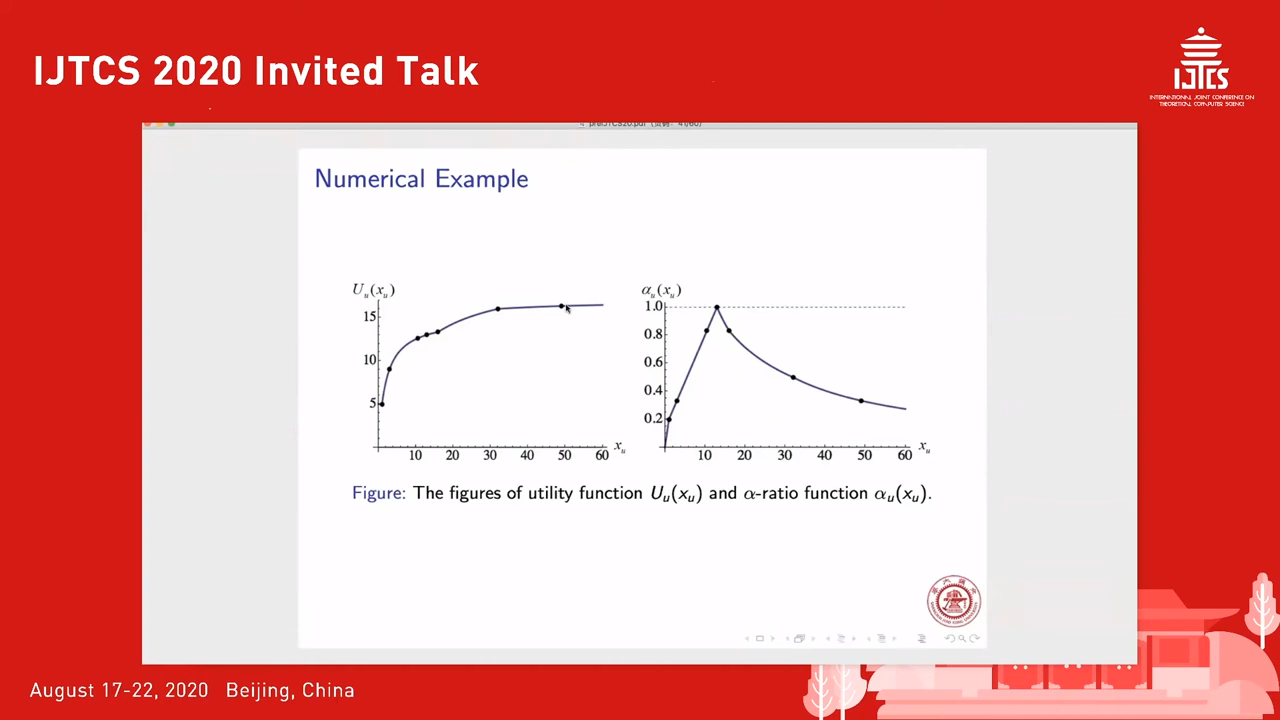 IJTCS 2020 Invited Talk
IJTCS
INTERNATIONAL JOINT CONFERENCE ON
THEORETICAL COMPUTER SCIENCE
Numerical Example
U_u(x_u)
15
10
5
10 20 30 40 50 60 x_u
α_u(x_u)
1.0
0.8
0.6
0.4
0.2
10 20 30 40 50 60 x_u
Figure: The figures of utility function U_u(x_u) and α-ratio function α_u(x_u).
August 17-22, 2020 Beijing, China